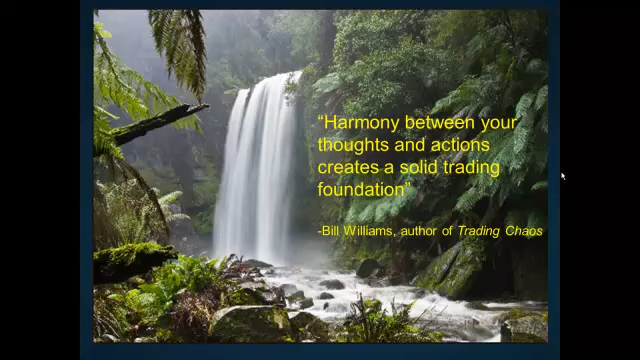 “Harmony between your
thoughts and actions
creates a solid trading
foundation”
-Bill Williams, author of Trading Chaos